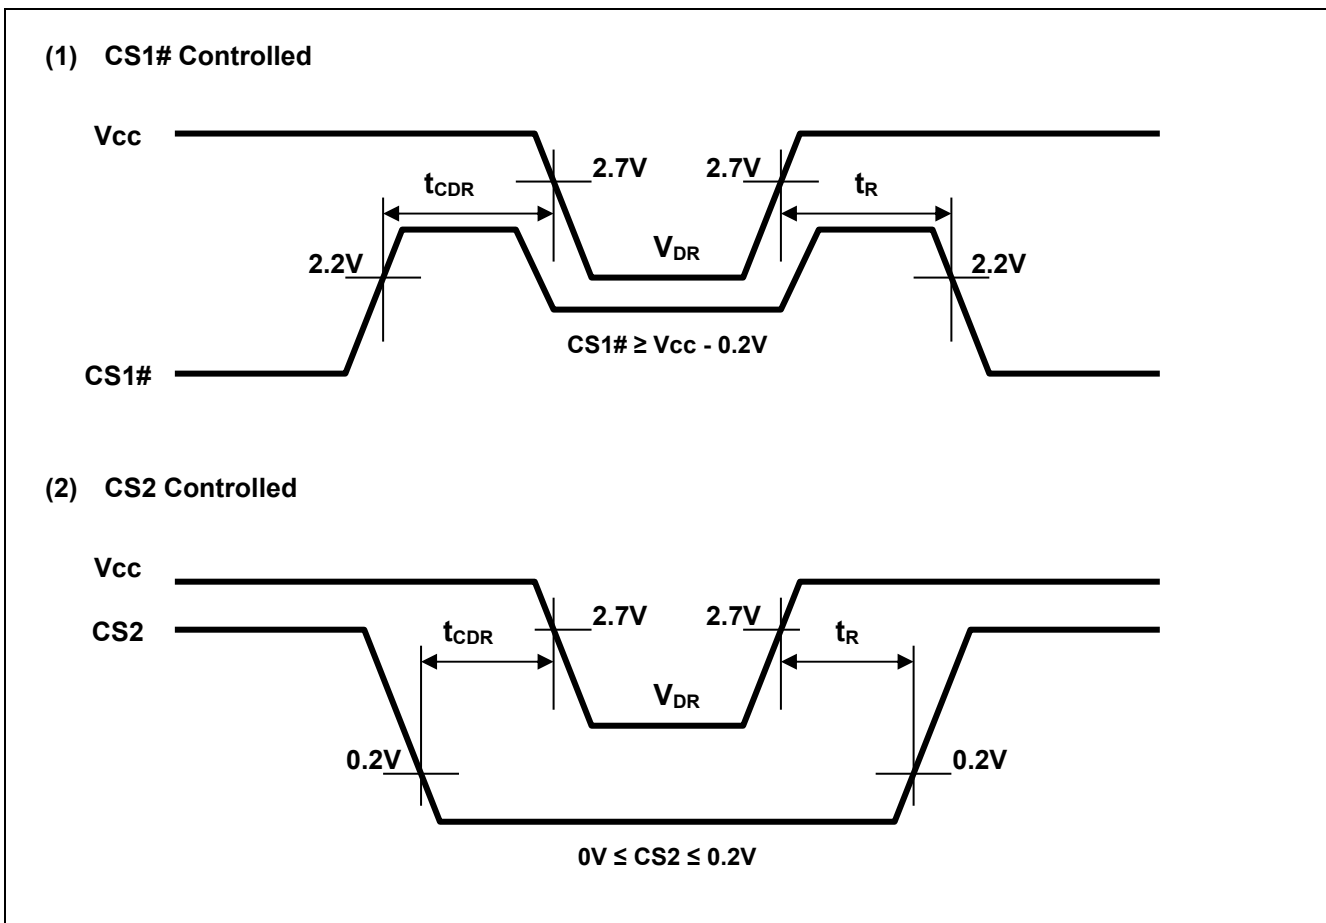 (1) CS1# Controlled
Vcc
2.7V 2.7V
tCDR tR
VDR
2.2V 2.2V
CS1# ≥ Vcc - 0.2V
CS1#
(2) CS2 Controlled
Vcc
2.7V 2.7V
CS2
tCDR tR
VDR
0.2V 0.2V
0V ≤ CS2 ≤ 0.2V